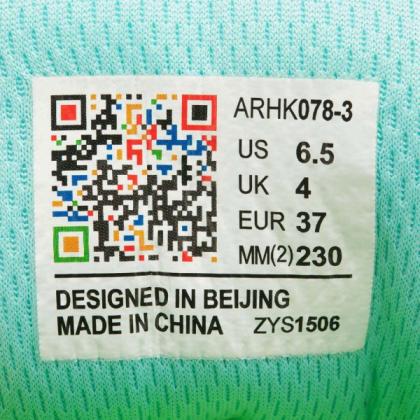 ARHK078-3
US 6.5
UK 4
EUR 37
MM(2) 230
DESIGNED IN BEIJING
MADE IN CHINA ZYS1506